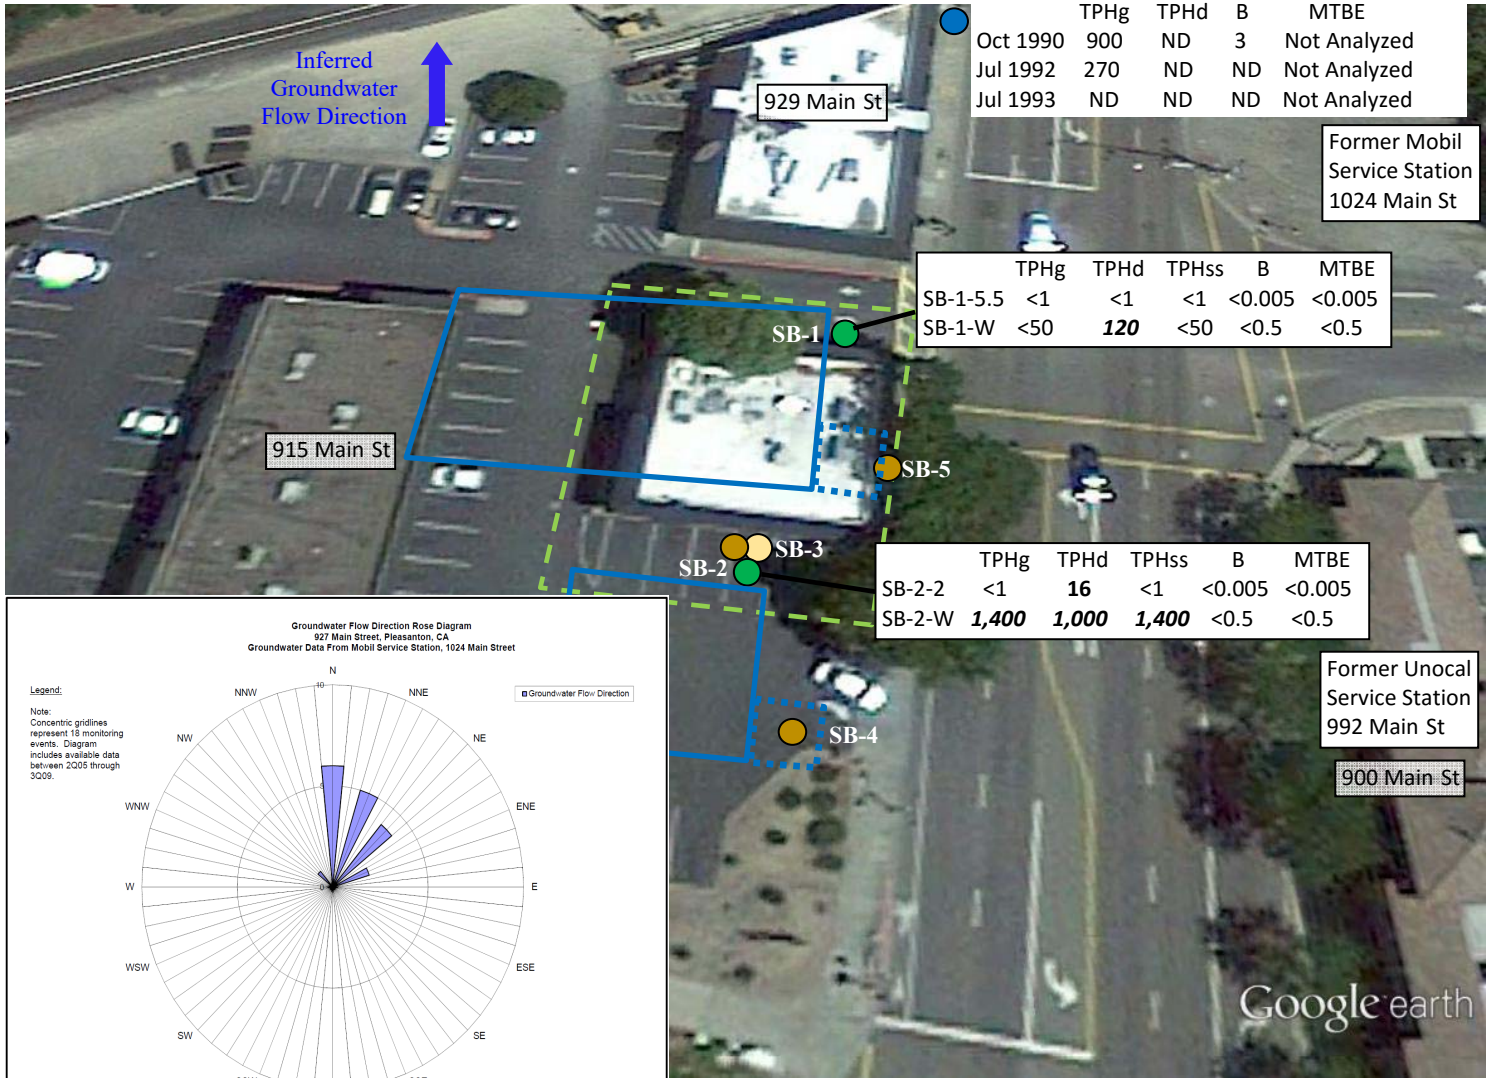 TPHg TPHd B MTBE
Oct 1990 900 ND 3 Not Analyzed
Jul 1992 270 ND ND Not Analyzed
Jul 1993 ND ND ND Not Analyzed
Inferred
Groundwater
Flow Direction
929 Main St
Former Mobil
Service Station
1024 Main St
TPHg TPHd TPHss B MTBE
SB-1-5.5 <1 <1 <1 <0.005 <0.005
SB-1-W <50 120 <50 <0.5 <0.5
SB-1
915 Main St
SB-5
SB-3
SB-2
TPHg TPHd TPHss B MTBE
SB-2-2 <1 16 <1 <0.005 <0.005
SB-2-W 1,400 1,000 1,400 <0.5 <0.5
Former Unocal
Service Station
992 Main St
SB-4
900 Main St
Groundwater Flow Direction Rose Diagram
927 Main Street, Pleasanton, CA
Groundwater Data From Mobil Service Station, 1024 Main Street
Legend:
Note:
Concentric gridlines
represent 18 monitoring
events. Diagram
includes available data
between 2Q05 through
3Q09.
Groundwater Flow Direction
N
10
NNW
NNE
NW
NE
5
WNW
ENE
W
0
E
WSW
ESE
SW
SE
Google earth